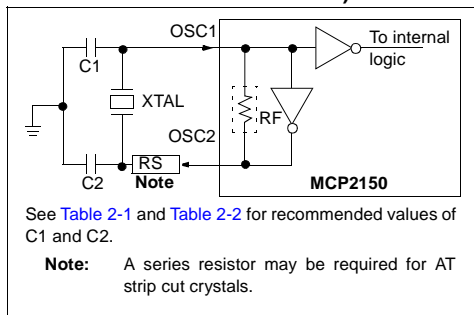 OSC1
To internal
logic
C1
XTAL
RF
OSC2
RS
C2
Note
MCP2150
See Table 2-1 and Table 2-2 for recommended values of
C1 and C2.
Note: A series resistor may be required for AT
strip cut crystals.